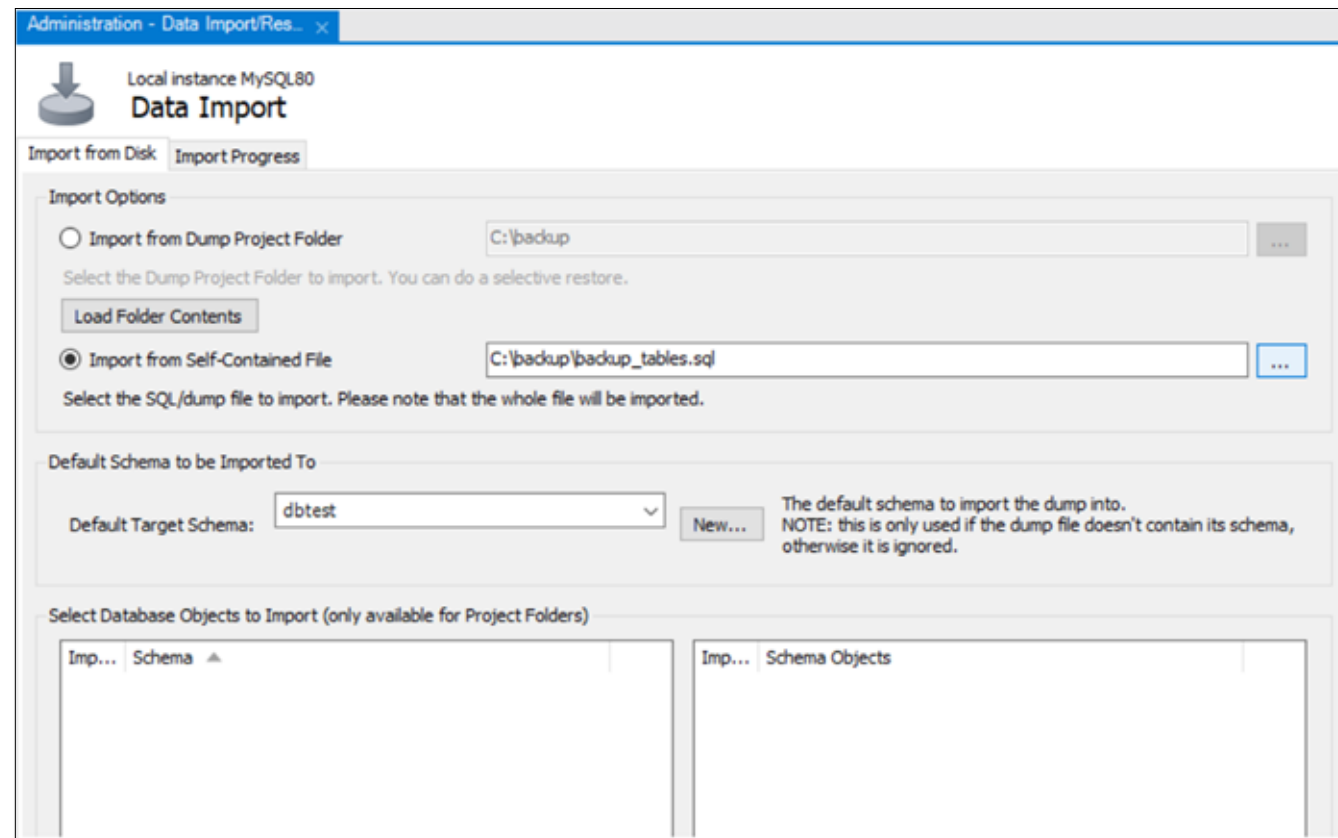 Administration - Data Import/Res... ×
Local instance MySQL80
Data Import
Import from Disk Import Progress
Import Options
Import from Dump Project Folder C:\backup ...
Select the Dump Project Folder to import. You can do a selective restore.
Load Folder Contents
Import from Self-Contained File C:\backup\backup_tables.sql ...
Select the SQL/dump file to import. Please note that the whole file will be imported.
Default Schema to be Imported To
Default Target Schema: dbtest New... The default schema to import the dump into.
NOTE: this is only used if the dump file doesn't contain its schema,
otherwise it is ignored.
Select Database Objects to Import (only available for Project Folders)
Imp... Schema Imp... Schema Objects